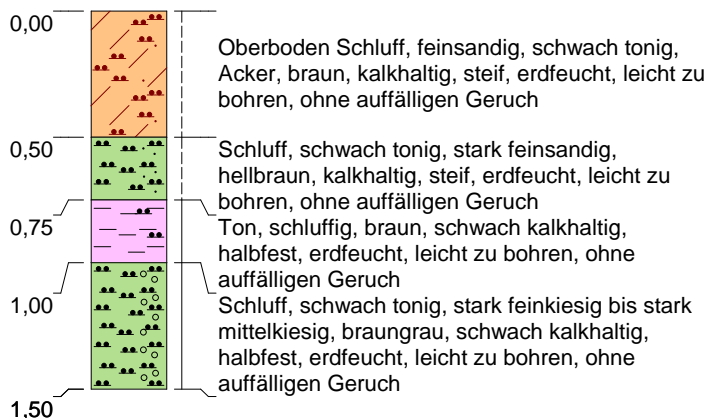 0,00
Oberboden Schluff, feinsandig, schwach tonig,
Acker, braun, kalkhaltig, steif, erdfeucht, leicht zu
bohren, ohne auffälligen Geruch
0,50
Schluff, schwach tonig, stark feinsandig,
hellbraun, kalkhaltig, steif, erdfeucht, leicht zu
bohren, ohne auffälligen Geruch
0,75
Ton, schluffig, braun, schwach kalkhaltig,
halbfest, erdfeucht, leicht zu bohren, ohne
auffälligen Geruch
1,00
Schluff, schwach tonig, stark feinkiesig bis stark
mittelkiesig, braungrau, schwach kalkhaltig,
halbfest, erdfeucht, leicht zu bohren, ohne
auffälligen Geruch
1,50